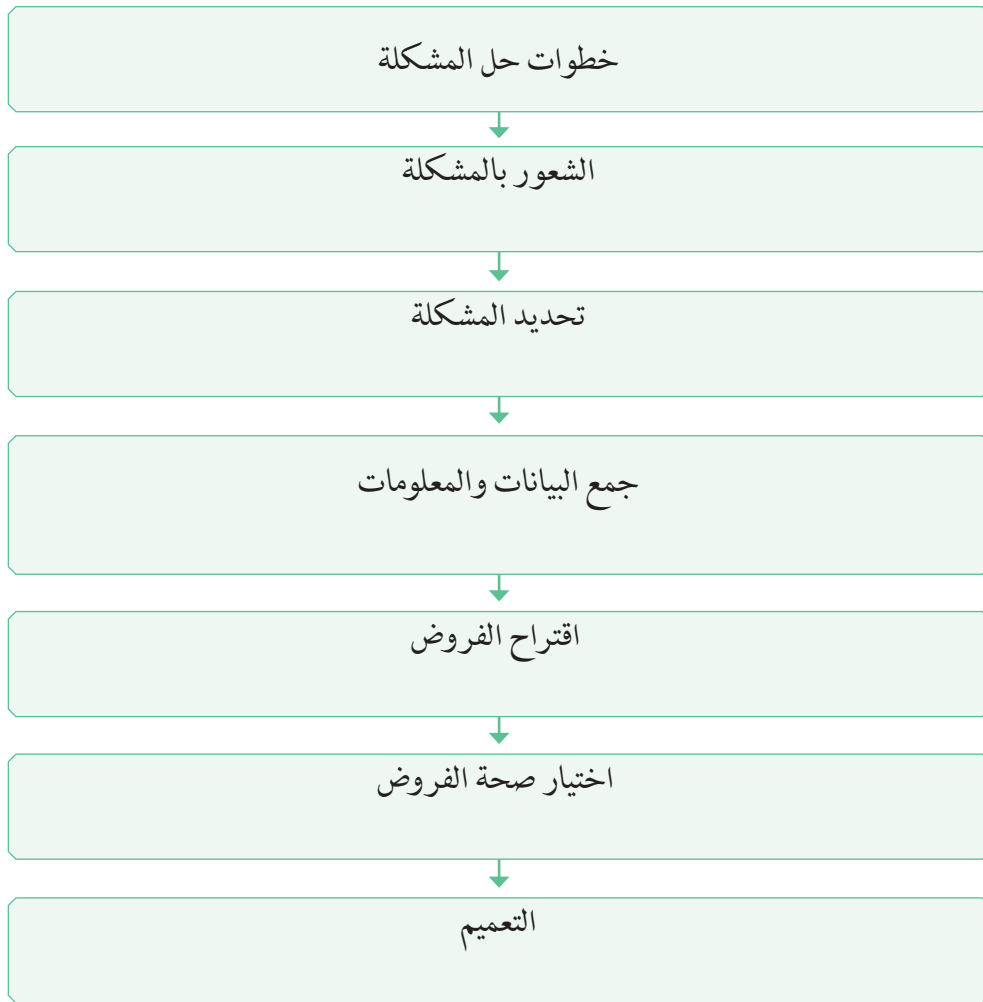 خطوات حل المشكلة
الشعور بالمشكلة
تحديد المشكلة
جمع البيانات والمعلومات
اقتراح الفروض
اختيار صحة الفروض
التعميم